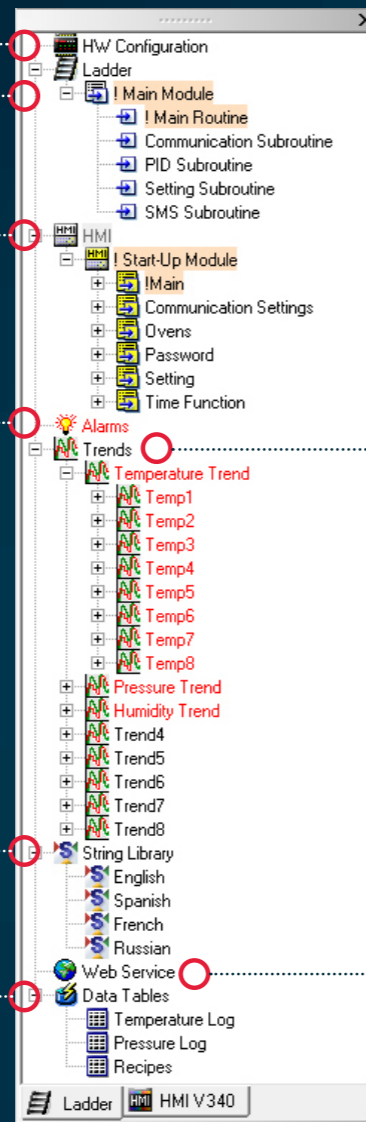 HW Configuration
Ladder
! Main Module
! Main Routine
Communication Subroutine
PID Subroutine
Setting Subroutine
SMS Subroutine
HMI HMI
HMI ! Start-Up Module
!Main
Communication Settings
Ovens
Password
Setting
Time Function
Alarms
Trends
Temperature Trend
Temp1
Temp2
Temp3
Temp4
Temp5
Temp6
Temp7
Temp8
Pressure Trend
Humidity Trend
Trend4
Trend5
Trend6
Trend7
Trend8
S String Library
S English
S Spanish
S French
S Russian
Web Service
Data Tables
Temperature Log
Pressure Log
Recipes
Ladder HMI HMI V340